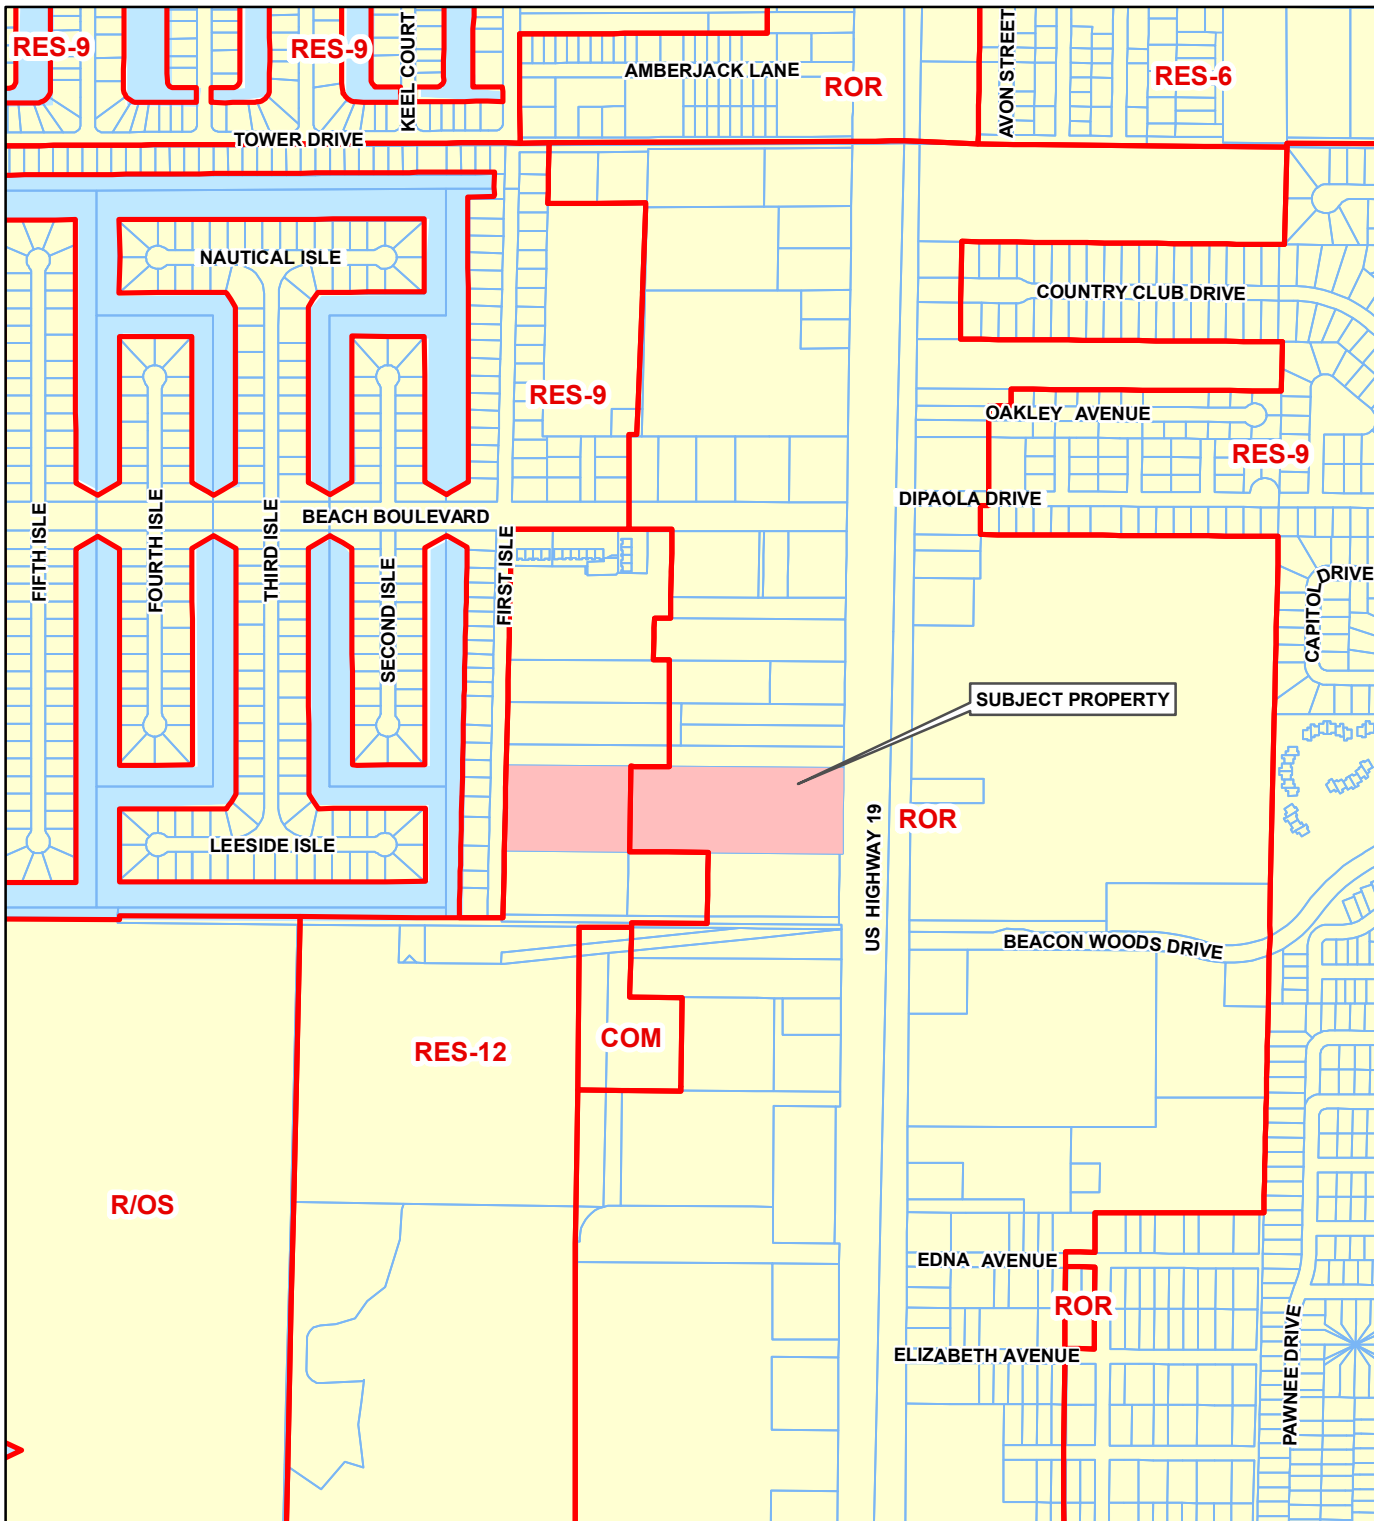 RES-9
RES-9
KEEL COURT
AMBERJACK LANE
ROR
AVON STREET
RES-6
TOWER DRIVE
NAUTICAL ISLE
COUNTRY CLUB DRIVE
RES-9
OAKLEY AVENUE
RES-9
DIPAOLA DRIVE
BEACH BOULEVARD
FIFTH ISLE
FOURTH ISLE
THIRD ISLE
SECOND ISLE
FIRST ISLE
CAPITOL DRIVE
SUBJECT PROPERTY
ROR
US HIGHWAY 19
LEESIDE ISLE
BEACON WOODS DRIVE
COM
RES-12
R/OS
EDNA AVENUE
ROR
ELIZABETH AVENUE
PAWNEE DRIVE